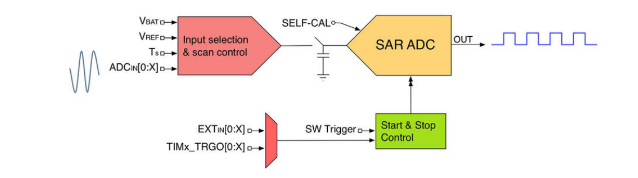 VBAT
VREF
Ts
ADCIN[0:X]
Input selection
& scan control
SELF-CAL
SAR ADC
OUT
EXTIN[0:X]
TIMx_TRGO[0:X]
SW Trigger
Start & Stop
Control